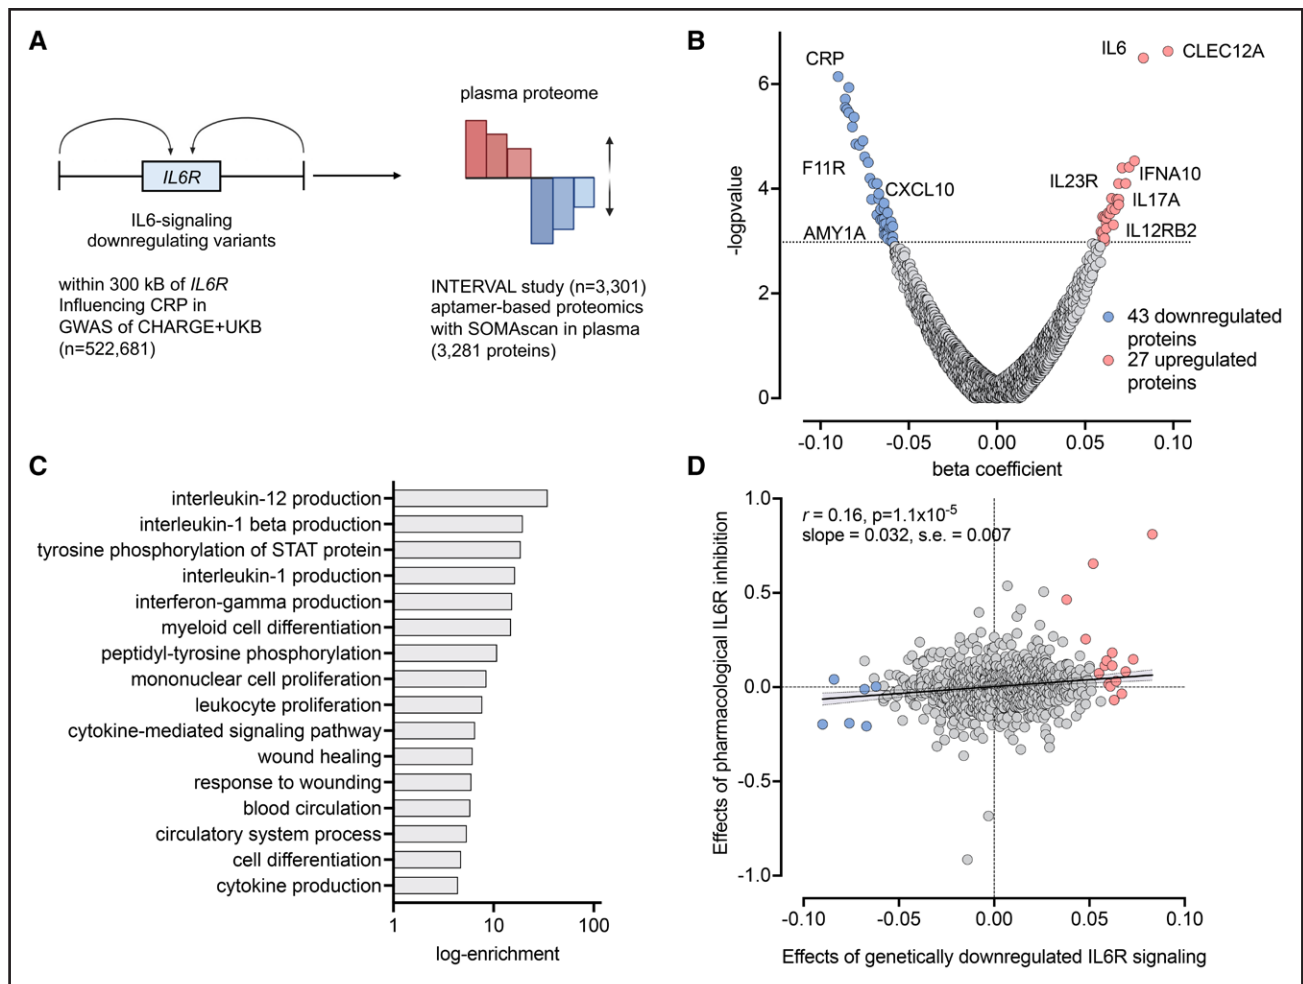 A
IL6R
IL6-signaling
downregulating variants
within 300 kB of IL6R
Influencing CRP in
GWAS of CHARGE+UKB
(n=522,681)
plasma proteome
INTERVAL study (n=3,301)
aptamer-based proteomics
with SOMAscan in plasma
(3,281 proteins)
B
-logpvalue
6
4
2
0
CRP
IL6
CLEC12A
F11R
CXCL10
IL23R
IFNA10
IL17A
AMY1A
IL12RB2
43 downregulated
proteins
27 upregulated
proteins
-0.10
-0.05
0.00
0.05
0.10
beta coefficient
C
interleukin-12 production
interleukin-1 beta production
tyrosine phosphorylation of STAT protein
interleukin-1 production
interferon-gamma production
myeloid cell differentiation
peptidyl-tyrosine phosphorylation
mononuclear cell proliferation
leukocyte proliferation
cytokine-mediated signaling pathway
wound healing
response to wounding
blood circulation
circulatory system process
cell differentiation
cytokine production
1
10
100
log-enrichment
D
Effects of pharmacological IL6R inhibition
1.0
0.5
0.0
-0.5
-1.0
r = 0.16, p=1.1x10-5
slope = 0.032, s.e. = 0.007
-0.10
-0.05
0.00
0.05
0.10
Effects of genetically downregulated IL6R signaling